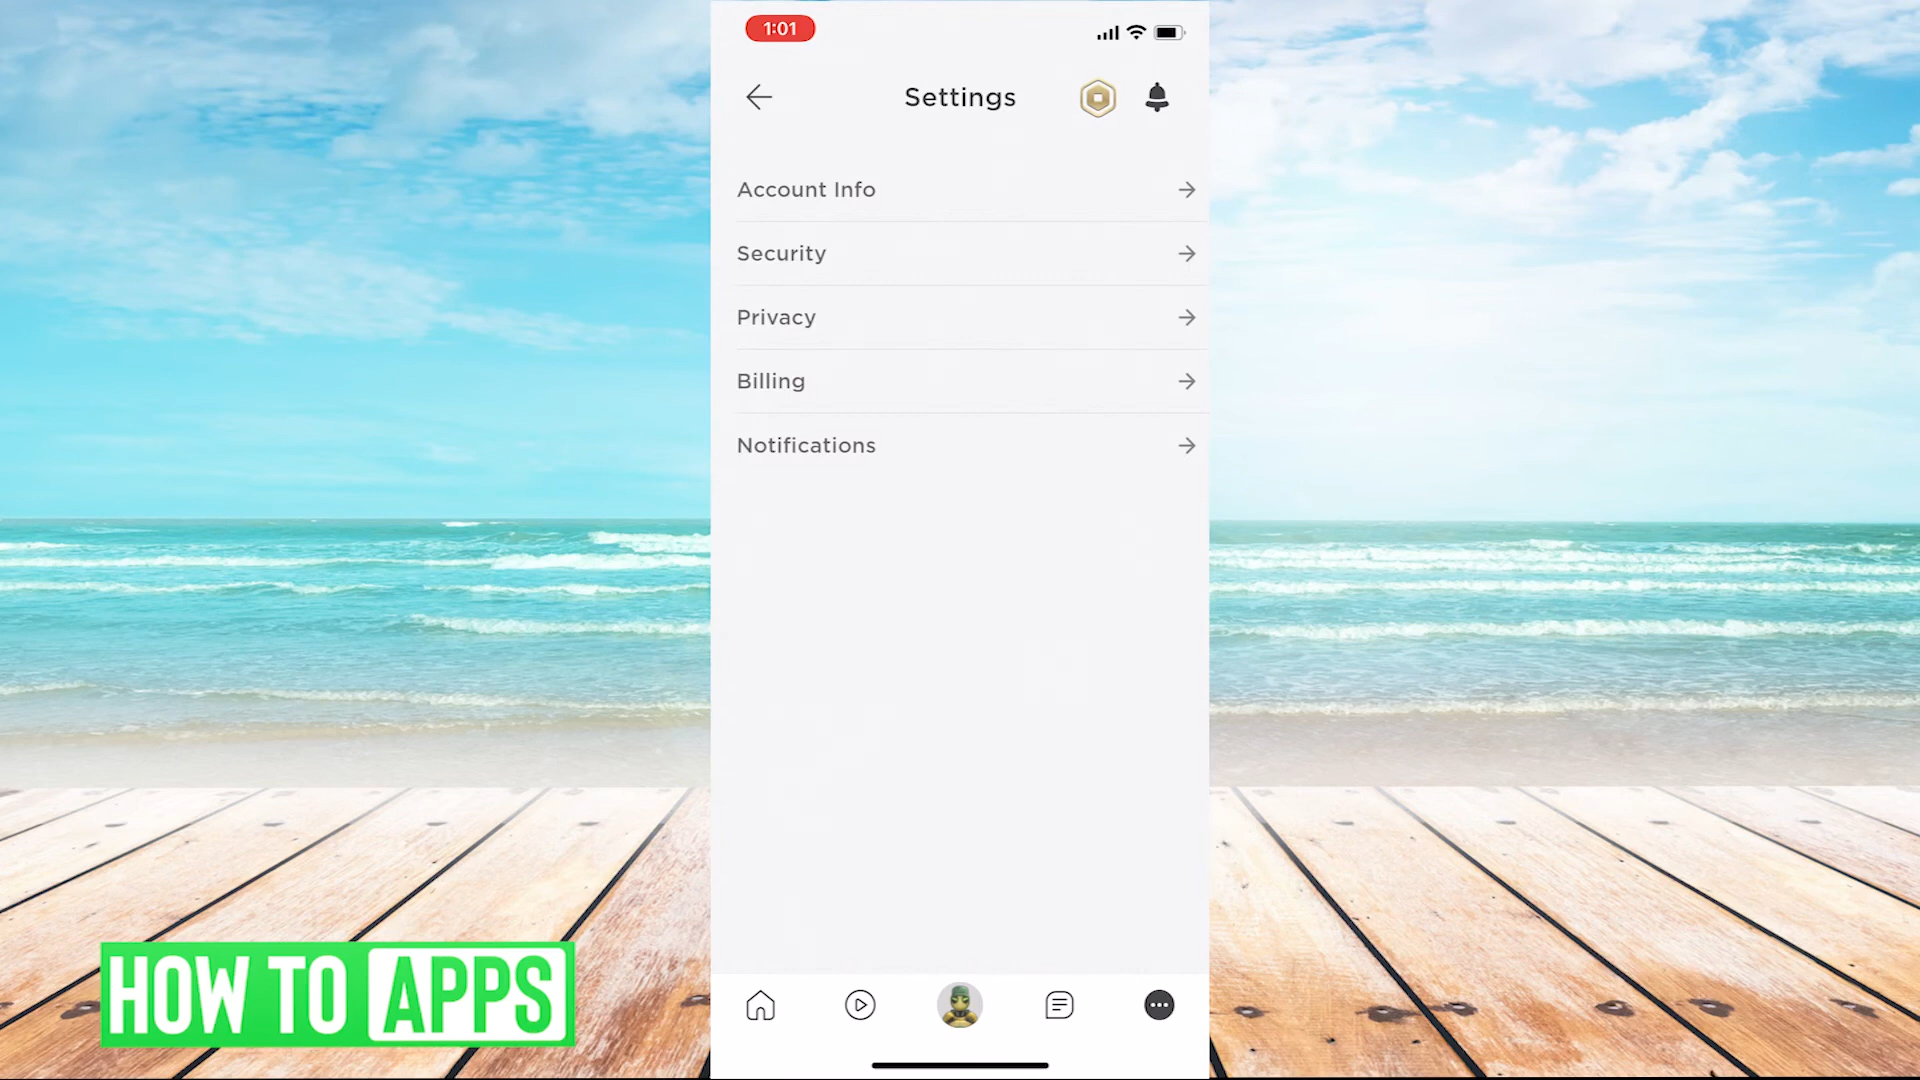 1:01
Settings
Account Info
Security
Privacy
Billing
Notifications
HOW TO APPS